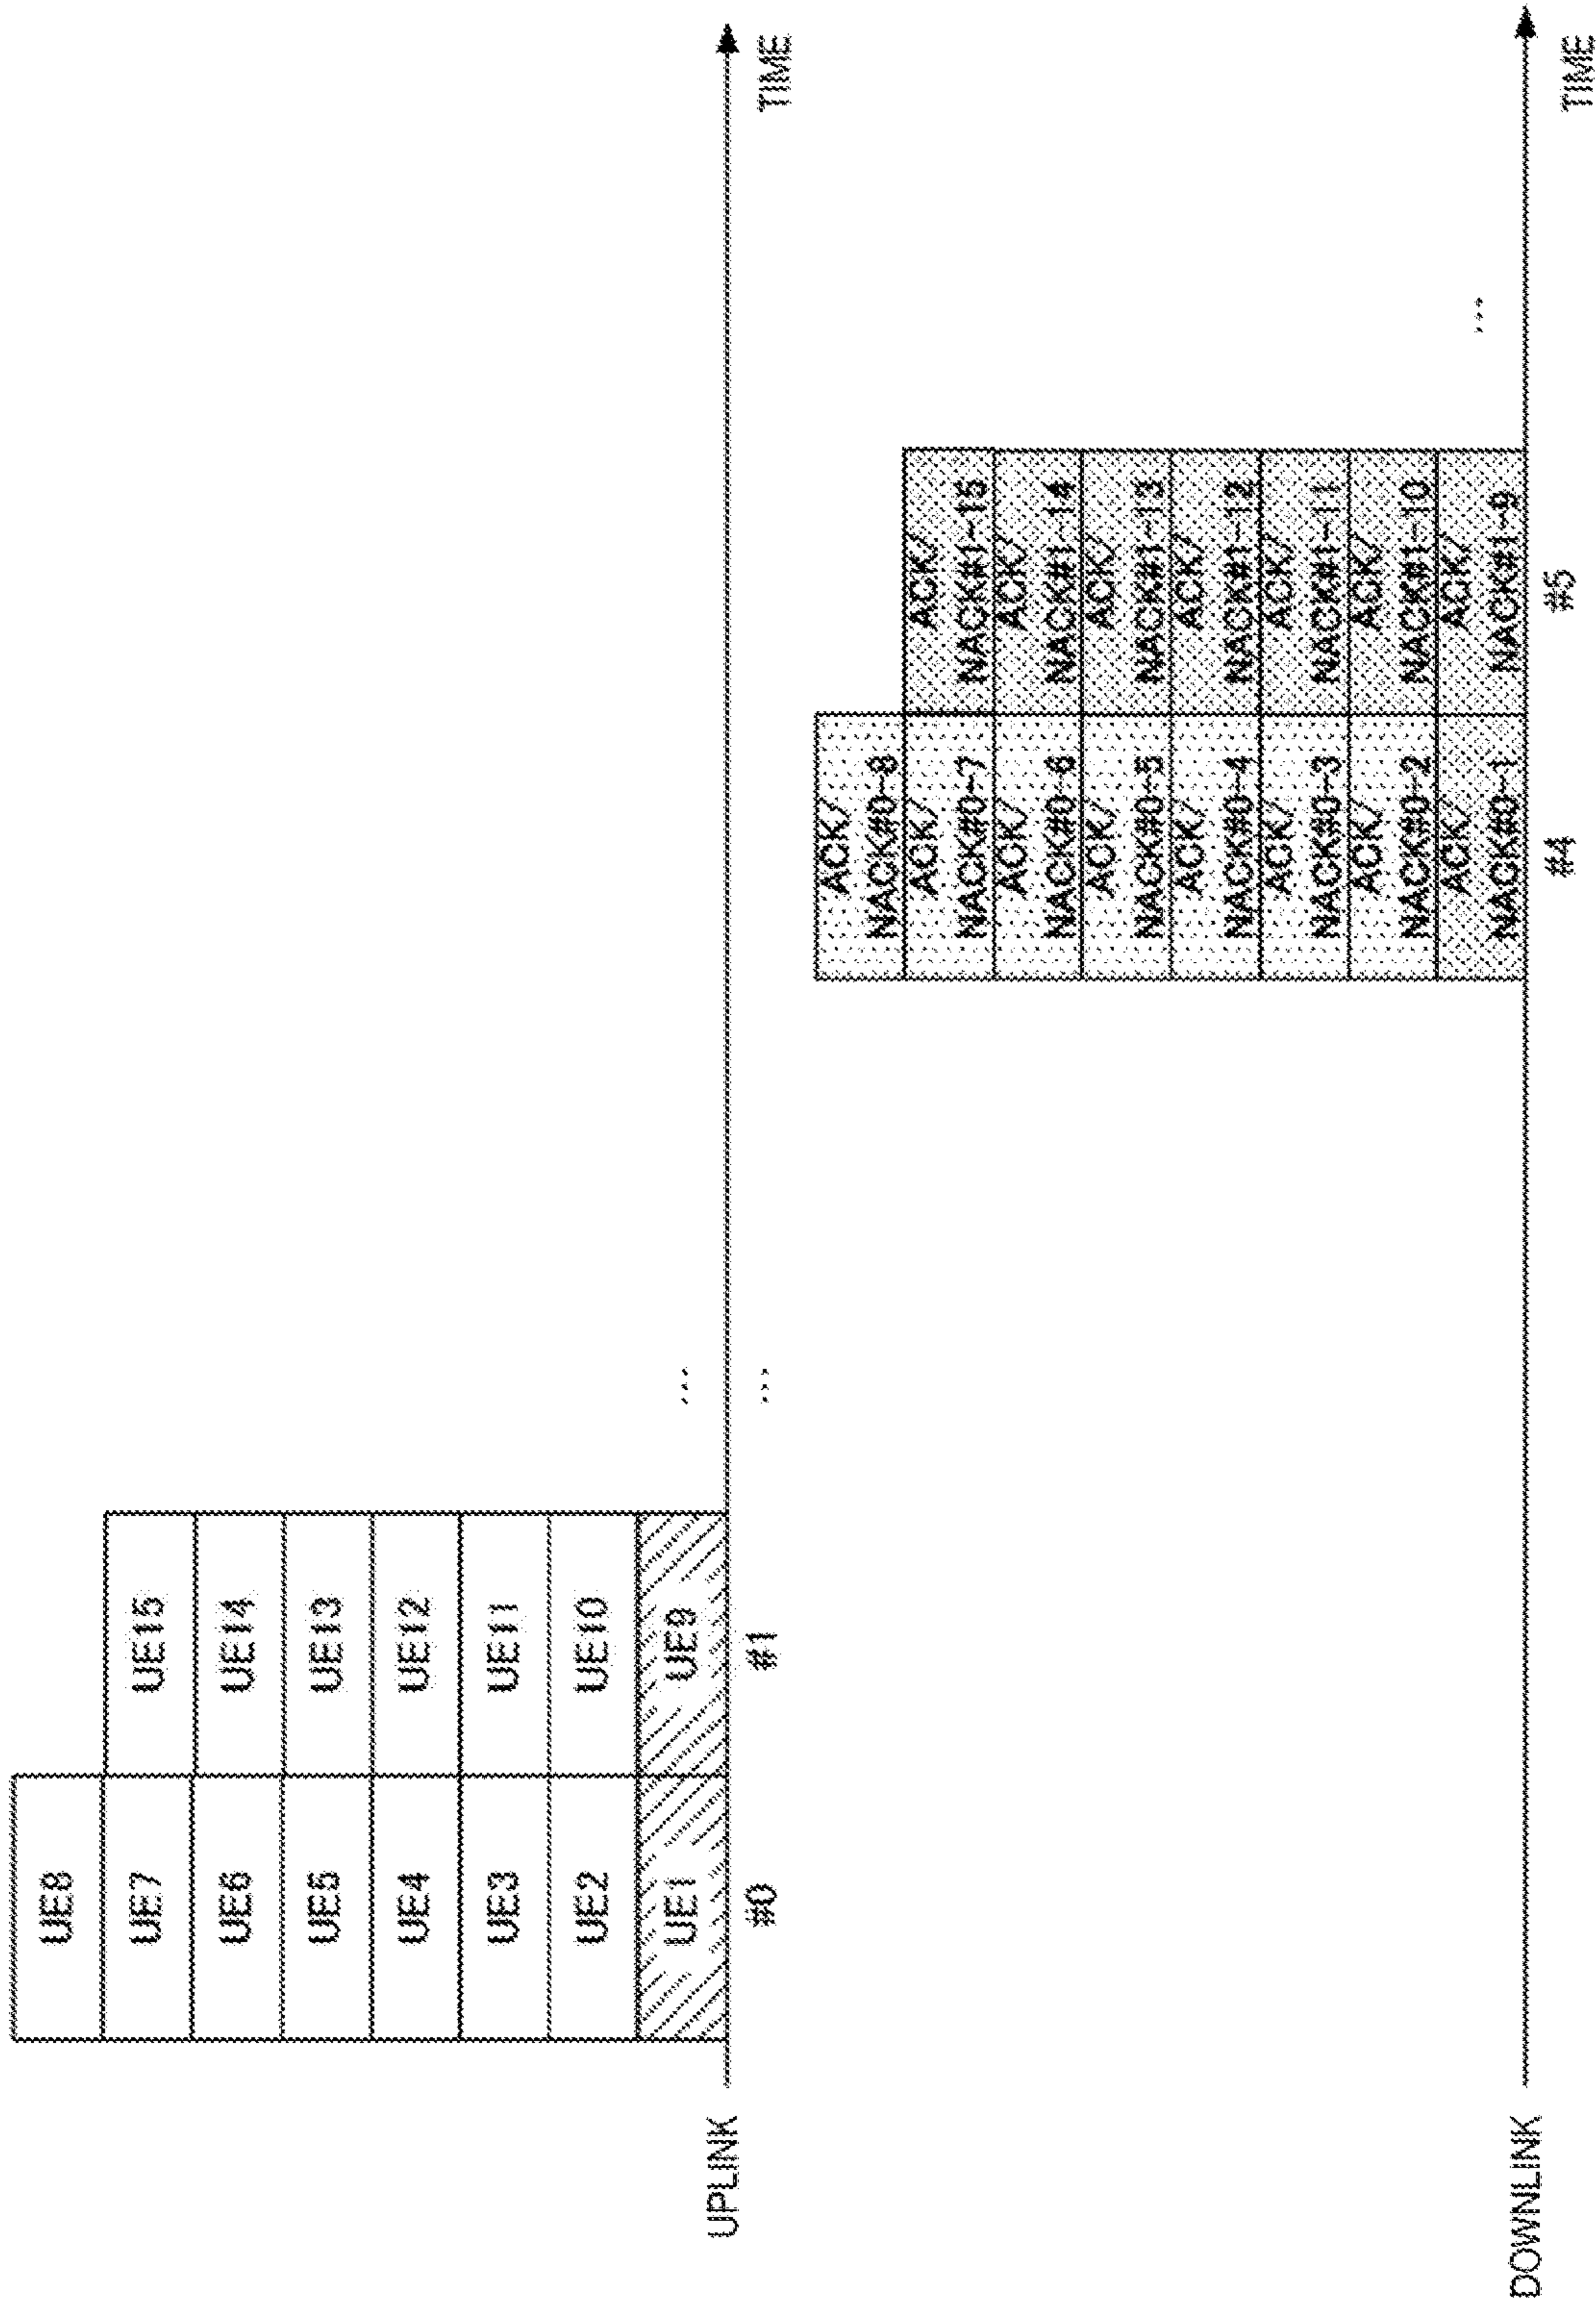 UE8
UE7
UE6
UE5
UE4
UE3
UE2
UE1
UE15
UE14
UE13
UE12
UE11
UE10
UE9
UPLINK
#0
#1
...
...
TIME
ACK/
NACK#0-8
ACK/
NACK#0-7
ACK/
NACK#0-6
ACK/
NACK#0-5
ACK/
NACK#0-4
ACK/
NACK#0-3
ACK/
NACK#0-2
ACK/
NACK#0-1
ACK/
NACK#1-15
ACK/
NACK#1-14
ACK/
NACK#1-13
ACK/
NACK#1-12
ACK/
NACK#1-11
ACK/
NACK#1-10
ACK/
NACK#1-9
...
DOWNLINK
#4
#5
TIME